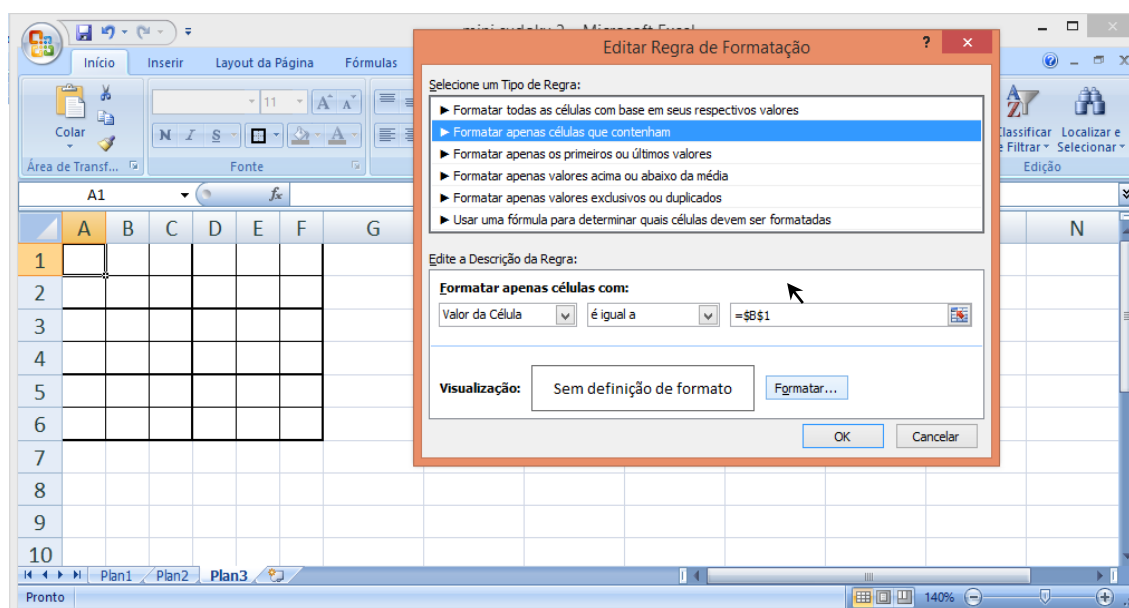 Editar Regra de Formatação
?
Início Inserir Layout da Página Fórmulas
Selecione um Tipo de Regra:
► Formatar todas as células com base em seus respectivos valores
► Formatar apenas células que contenham
► Formatar apenas os primeiros ou últimos valores
► Formatar apenas valores acima ou abaixo da média
► Formatar apenas valores exclusivos ou duplicados
► Usar uma fórmula para determinar quais células devem ser formatadas
Edite a Descrição da Regra:
Formatar apenas células com:
Valor da Célula é igual a =$B$1
Visualização: Sem definição de formato Formatar...
OK Cancelar
Colar
11
N I S
A A A
Área de Transf... Fonte
Classificar e Filtrar Localizar e Selecionar
Edição
A1 fx
A B C D E F G N
1
2
3
4
5
6
7
8
9
10
Plan1 Plan2 Plan3
Pronto 140%